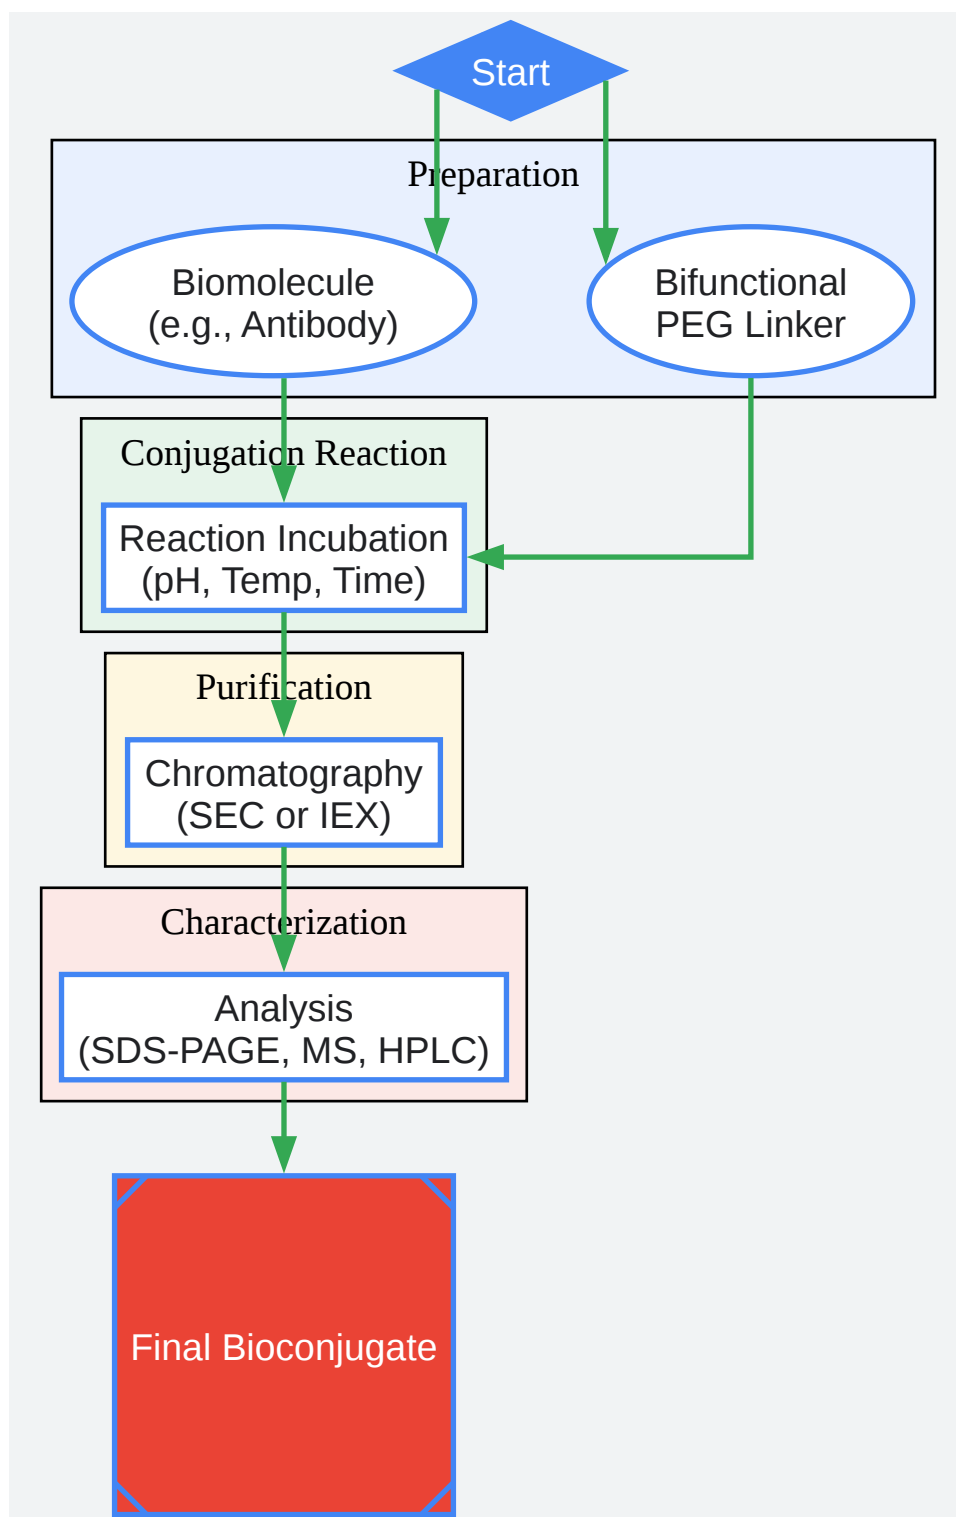 Start
Preparation
Biomolecule
(e.g., Antibody)
Bifunctional
PEG Linker
Conjugation Reaction
Reaction Incubation
(pH, Temp, Time)
Purification
Chromatography
(SEC or IEX)
Characterization
Analysis
(SDS-PAGE, MS, HPLC)
Final Bioconjugate